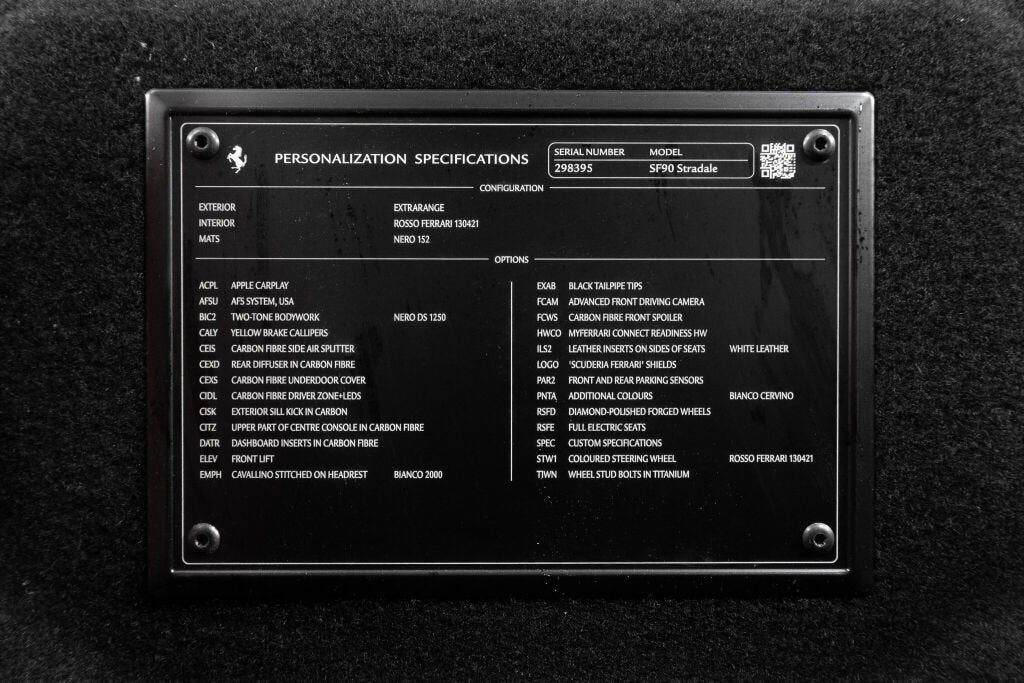 PERSONALIZATION SPECIFICATIONS
SERIAL NUMBER MODEL
298395 SF90 Stradale
CONFIGURATION
EXTERIOR EXTRARANGE
INTERIOR ROSSO FERRARI 130421
MATS NERO 152
OPTIONS
ACPL APPLE CARPLAY
AFSU AFS SYSTEM, USA
BIC2 TWO-TONE BODYWORK NERO DS 1250
CALY YELLOW BRAKE CALLIPERS
CEIS CARBON FIBRE SIDE AIR SPLITTER
CEXD REAR DIFFUSER IN CARBON FIBRE
CEXS CARBON FIBRE UNDERDOOR COVER
CIDL CARBON FIBRE DRIVER ZONE+LEDS
CISK EXTERIOR SILL KICK IN CARBON
CITZ UPPER PART OF CENTRE CONSOLE IN CARBON FIBRE
DATR DASHBOARD INSERTS IN CARBON FIBRE
ELEV FRONT LIFT
EMPH CAVALLINO STITCHED ON HEADREST BIANCO 2000
EXAB BLACK TAILPIPE TIPS
FCAM ADVANCED FRONT DRIVING CAMERA
FCWS CARBON FIBRE FRONT SPOILER
HWCO MYFERRARI CONNECT READINESS HW
ILS2 LEATHER INSERTS ON SIDES OF SEATS WHITE LEATHER
LOGO 'SCUDERIA FERRARI' SHIELDS
PAR2 FRONT AND REAR PARKING SENSORS
PNTA ADDITIONAL COLOURS BIANCO CERVINO
RSFD DIAMOND-POLISHED FORGED WHEELS
RSFE FULL ELECTRIC SEATS
SPEC CUSTOM SPECIFICATIONS
STW1 COLOURED STEERING WHEEL ROSSO FERRARI 130421
TJWN WHEEL STUD BOLTS IN TITANIUM